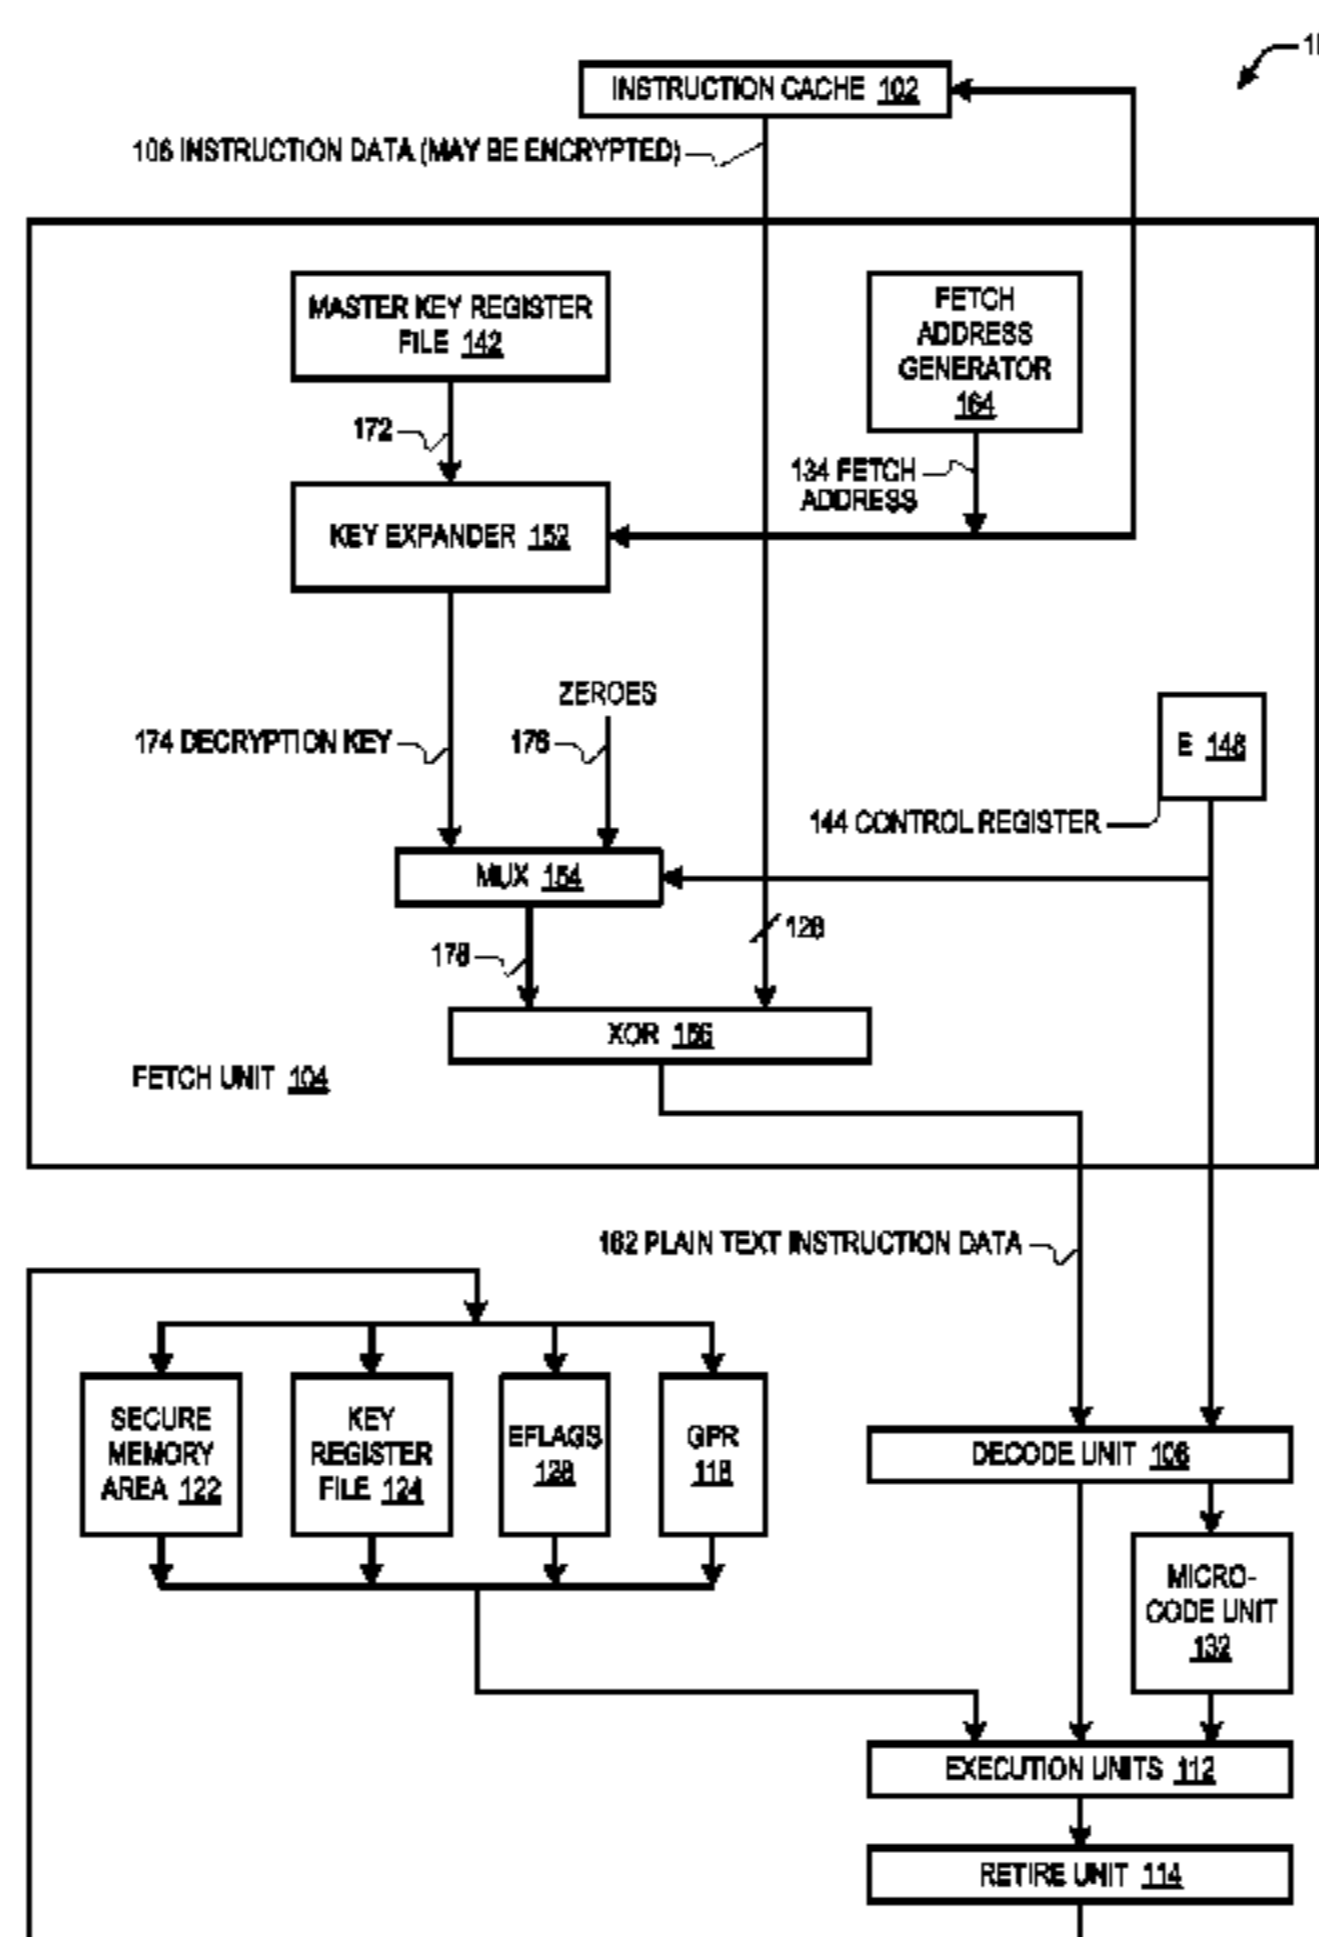 INSTRUCTION CACHE 102
106 INSTRUCTION DATA (MAY BE ENCRYPTED)
MASTER KEY REGISTER
FILE 142
FETCH
ADDRESS
GENERATOR
164
172
134 FETCH
ADDRESS
KEY EXPANDER 152
ZEROES
174 DECRYPTION KEY
176
E 148
144 CONTROL REGISTER
MUX 154
178
128
XOR 156
FETCH UNIT 104
162 PLAIN TEXT INSTRUCTION DATA
SECURE
MEMORY
AREA 122
KEY
REGISTER
FILE 124
EFLAGS
128
GPR
118
DECODE UNIT 108
MICRO-
CODE UNIT
132
EXECUTION UNITS 112
RETIRE UNIT 114